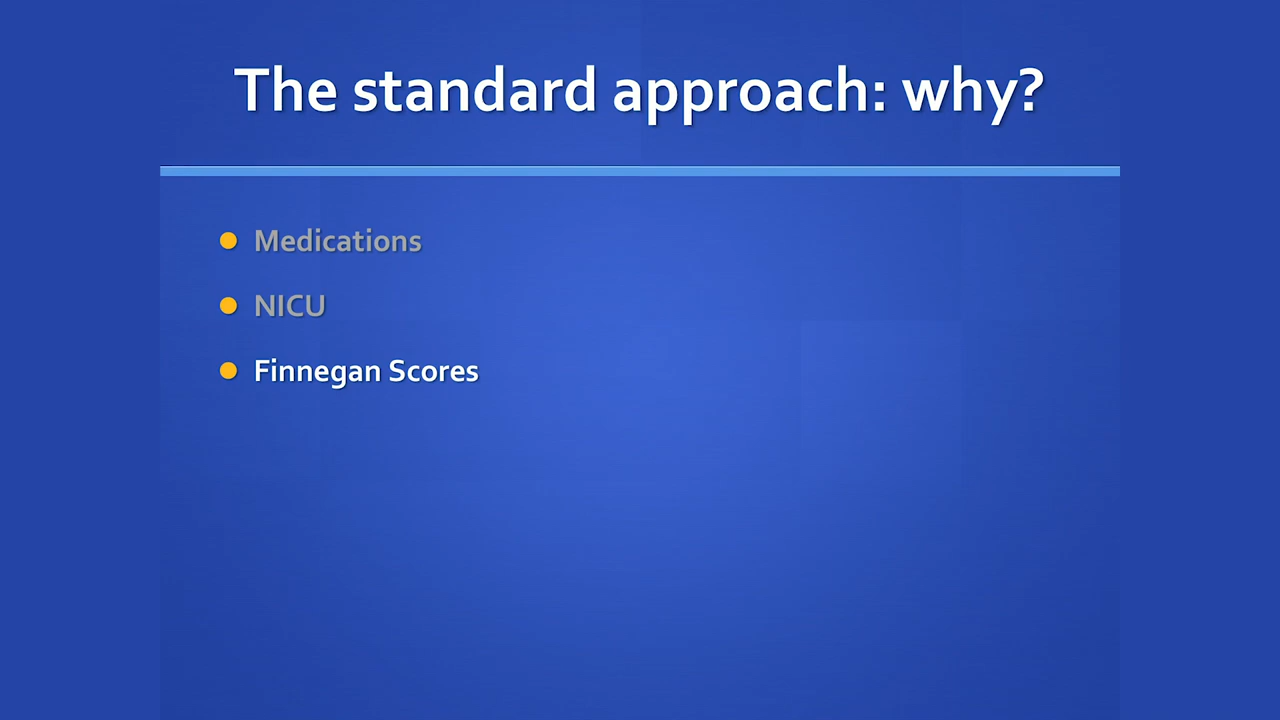 The standard approach: why?
Medications
NICU
Finnegan Scores